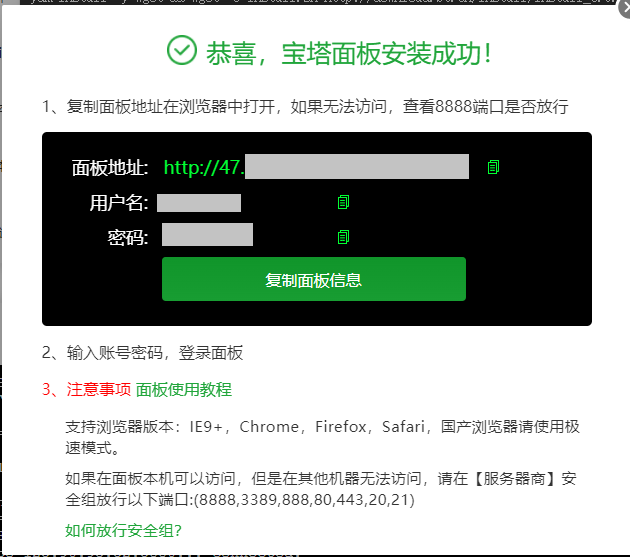 恭喜，宝塔面板安装成功！
1、复制面板地址在浏览器中打开，如果无法访问，查看8888端口是否放行
面板地址: http://47.
用户名:
密码:
复制面板信息
2、输入账号密码，登录面板
3、注意事项 面板使用教程
支持浏览器版本：IE9+，Chrome，Firefox，Safari，国产浏览器请使用极
速模式。
如果在面板本机可以访问，但是在其他机器无法访问，请在【服务器商】安
全组放行以下端口:(8888,3389,888,80,443,20,21)
如何放行安全组?